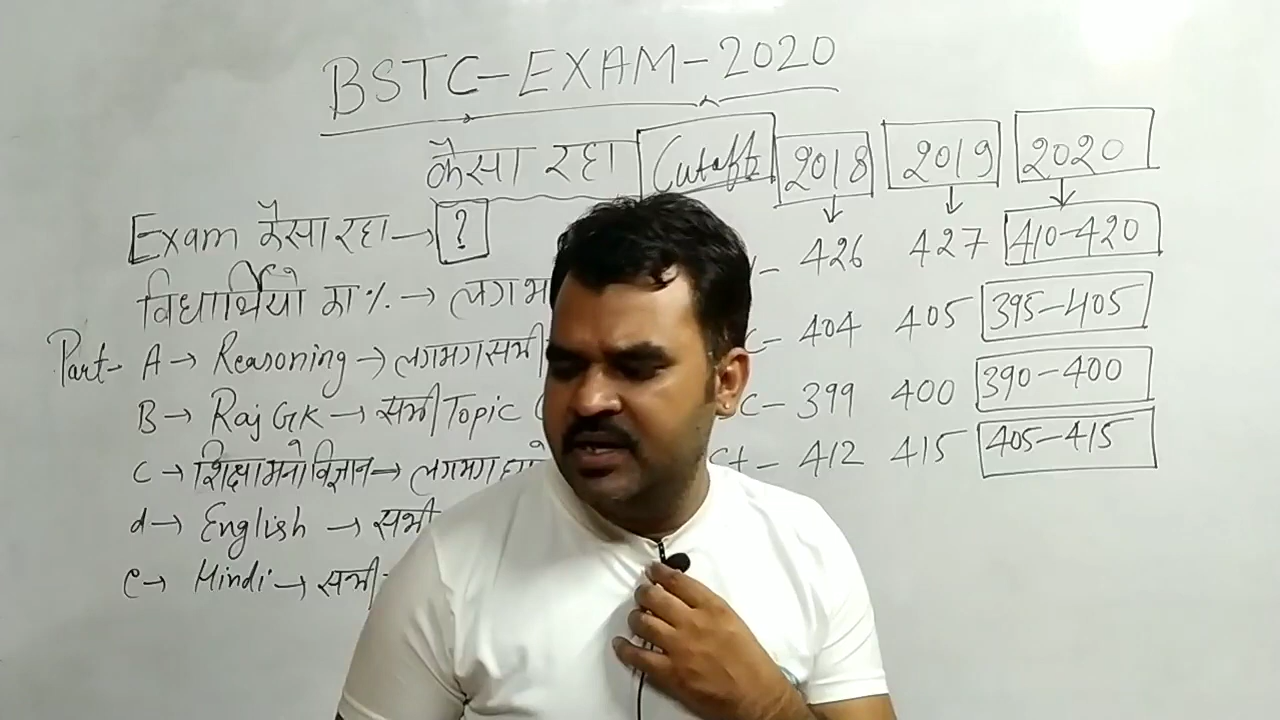 BSTC-EXAM-2020
कैसा रहा Cutoff 2018 2019 2020
Exam कैसा रहा → ?
426 427 410-420
विद्यार्थियो का % → लगभ
404 405 395-405
Part- A → Reasoning → लगभग सभी
399 400 390-400
B → Raj GK → सभी Topic
412 415 405-415
C → शिक्षा मनोविज्ञान → लगभग
d → English → सभी
e → Hindi → सभी